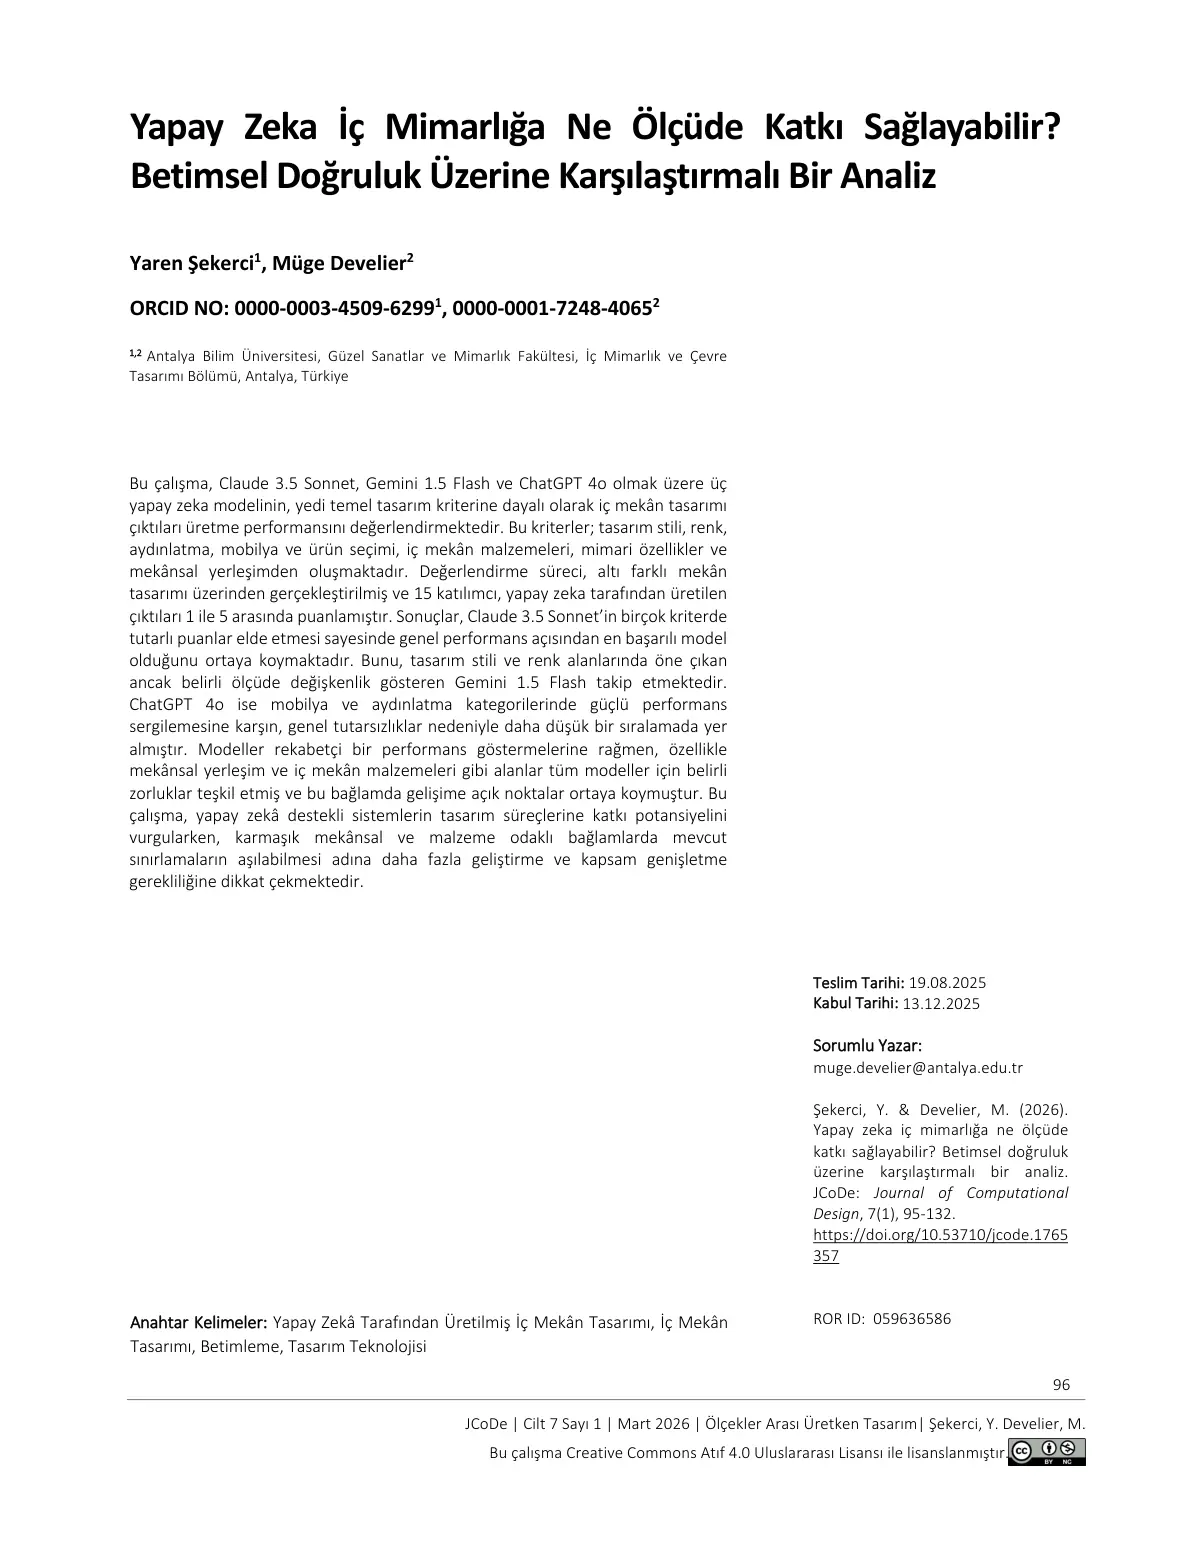 Yapay Zeka İç Mimarlığa Ne Ölçüde Katkı Sağlayabilir?
Betimsel Doğruluk Üzerine Karşılaştırmalı Bir Analiz
Yaren Şekerci1, Müge Develier2
ORCID NO: 0000-0003-4509-62991, 0000-0001-7248-40652
1,2 Antalya Bilim Üniversitesi, Güzel Sanatlar ve Mimarlık Fakültesi, İç Mimarlık ve Çevre
Tasarımı Bölümü, Antalya, Türkiye
Bu çalışma, Claude 3.5 Sonnet, Gemini 1.5 Flash ve ChatGPT 4o olmak üzere üç
yapay zeka modelinin, yedi temel tasarım kriterine dayalı olarak iç mekân tasarımı
çıktıları üretme performansını değerlendirmektedir. Bu kriterler; tasarım stili, renk,
aydınlatma, mobilya ve ürün seçimi, iç mekân malzemeleri, mimari özellikler ve
mekânsal yerleşimden oluşmaktadır. Değerlendirme süreci, altı farklı mekân
tasarımı üzerinden gerçekleştirilmiş ve 15 katılımcı, yapay zeka tarafından üretilen
çıktıları 1 ile 5 arasında puanlamıştır. Sonuçlar, Claude 3.5 Sonnet’in birçok kriterde
tutarlı puanlar elde etmesi sayesinde genel performans açısından en başarılı model
olduğunu ortaya koymaktadır. Bunu, tasarım stili ve renk alanlarında öne çıkan
ancak belirli ölçüde değişkenlik gösteren Gemini 1.5 Flash takip etmektedir.
ChatGPT 4o ise mobilya ve aydınlatma kategorilerinde güçlü performans
sergilemesine karşın, genel tutarsızlıklar nedeniyle daha düşük bir sıralamada yer
almıştır. Modeller rekabetçi bir performans göstermelerine rağmen, özellikle
mekânsal yerleşim ve iç mekân malzemeleri gibi alanlar tüm modeller için belirli
zorluklar teşkil etmiş ve bu bağlamda gelişime açık noktalar ortaya koymuştur. Bu
çalışma, yapay zekâ destekli sistemlerin tasarım süreçlerine katkı potansiyelini
vurgularken, karmaşık mekânsal ve malzeme odaklı bağlamlarda mevcut
sınırlamaların aşılabilmesi adına daha fazla geliştirme ve kapsam genişletme
gerekliliğine dikkat çekmektedir.
Teslim Tarihi: 19.08.2025
Kabul Tarihi: 13.12.2025
Sorumlu Yazar:
muge.develier@antalya.edu.tr
Şekerci, Y. & Develier, M. (2026).
Yapay zeka iç mimarlığa ne ölçüde
katkı sağlayabilir? Betimsel doğruluk
üzerine karşılaştırmalı bir analiz.
JCoDe: Journal of Computational
Design, 7(1), 95-132.
https://doi.org/10.53710/jcode.1765
357
ROR ID: 059636586
Anahtar Kelimeler: Yapay Zekâ Tarafından Üretilmiş İç Mekân Tasarımı, İç Mekân
Tasarımı, Betimleme, Tasarım Teknolojisi
96
JCoDe | Cilt 7 Sayı 1 | Mart 2026 | Ölçekler Arası Üretken Tasarım| Şekerci, Y. Develier, M.
Bu çalışma Creative Commons Atıf 4.0 Uluslararası Lisansı ile lisanslanmıştır.
cc BY NC